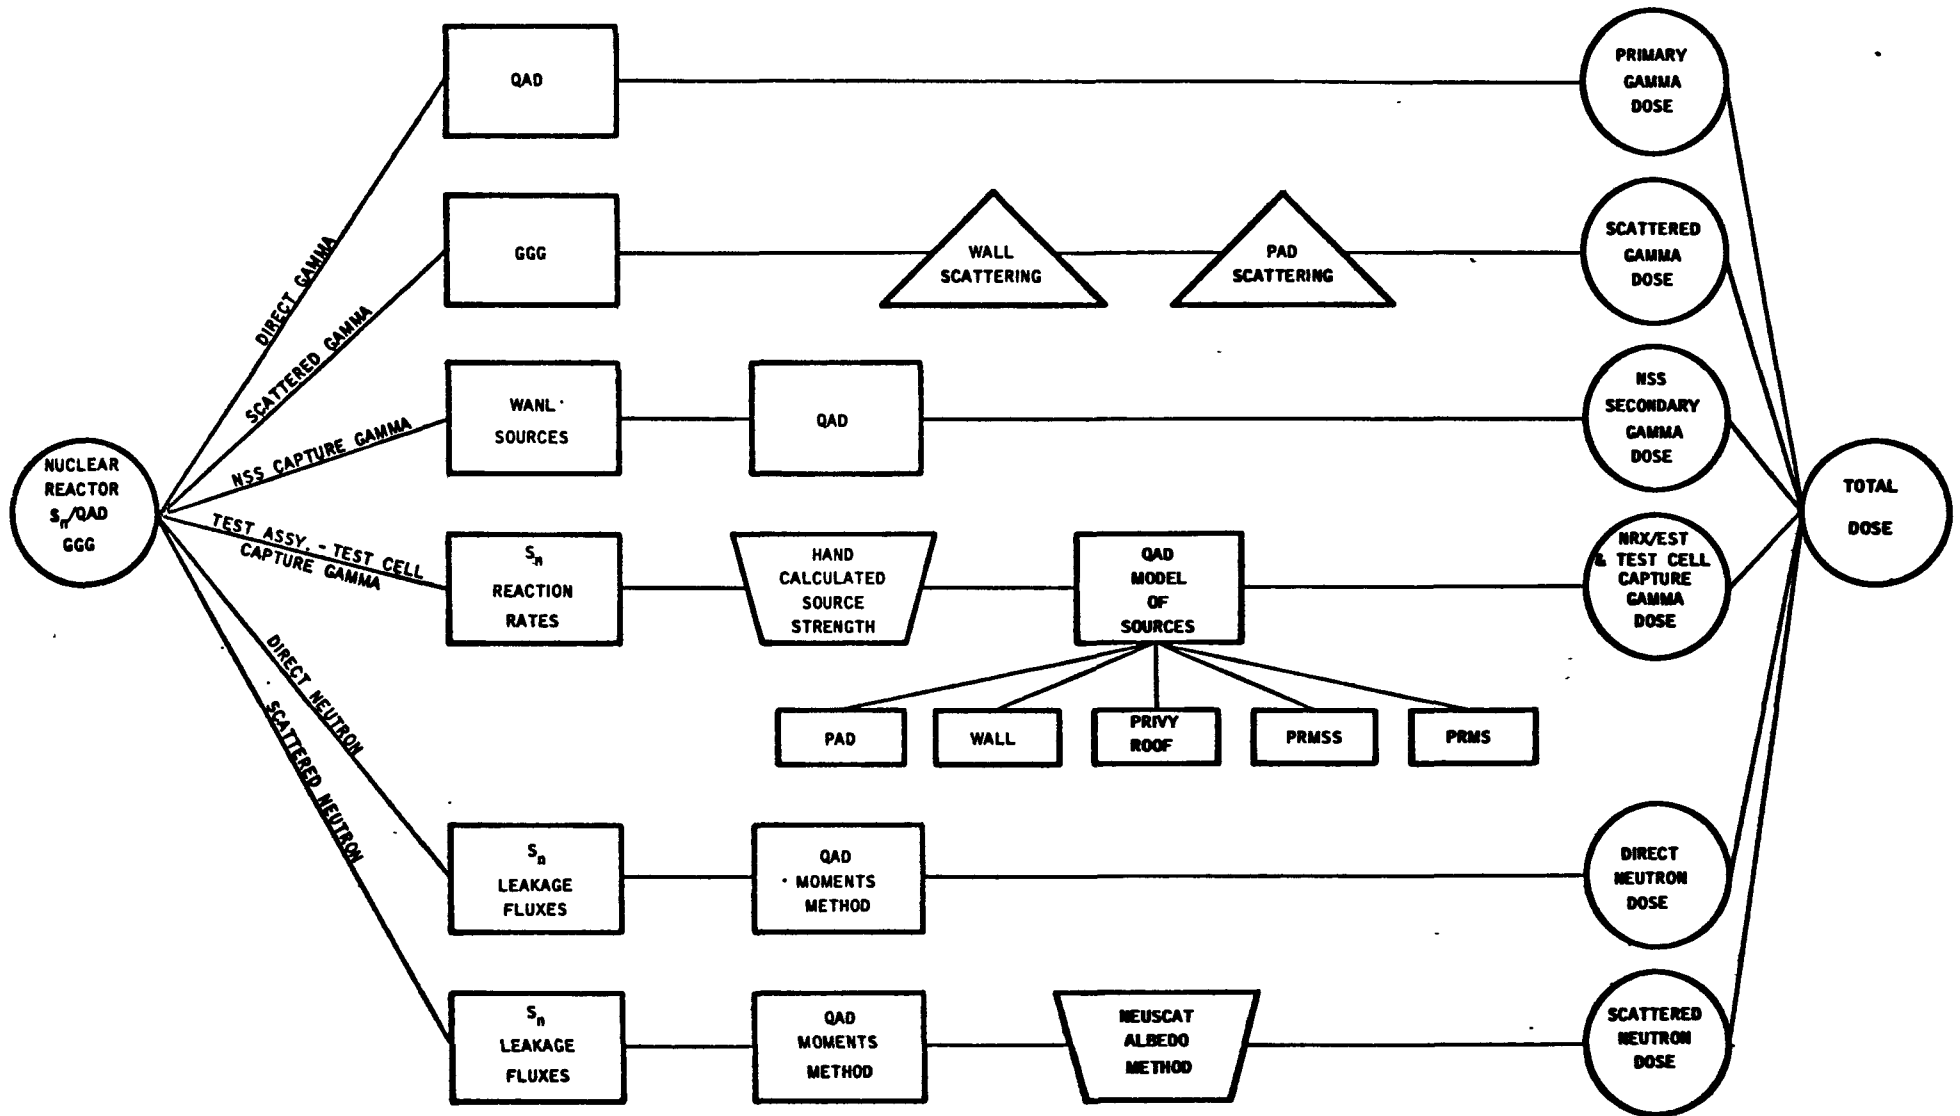 NUCLEAR
REACTOR
Sn/QAD
GGG
DIRECT GAMMA
SCATTERED GAMMA
NSS CAPTURE GAMMA
TEST ASSY. - TEST CELL
CAPTURE GAMMA
DIRECT NEUTRON
SCATTERED NEUTRON
QAD
PRIMARY
GAMMA
DOSE
GGG
WALL
SCATTERING
PAD
SCATTERING
SCATTERED
GAMMA
DOSE
WANL
SOURCES
QAD
NSS
SECONDARY
GAMMA
DOSE
Sn
REACTION
RATES
HAND
CALCULATED
SOURCE
STRENGTH
QAD
MODEL
OF
SOURCES
NRX/EST
& TEST CELL
CAPTURE
GAMMA
DOSE
PAD
WALL
PRIVY
ROOF
PRMSS
PRMS
Sn
LEAKAGE
FLUXES
QAD
MOMENTS
METHOD
DIRECT
NEUTRON
DOSE
Sn
LEAKAGE
FLUXES
QAD
MOMENTS
METHOD
NEUSCAT
ALBEDO
METHOD
SCATTERED
NEUTRON
DOSE
TOTAL
DOSE